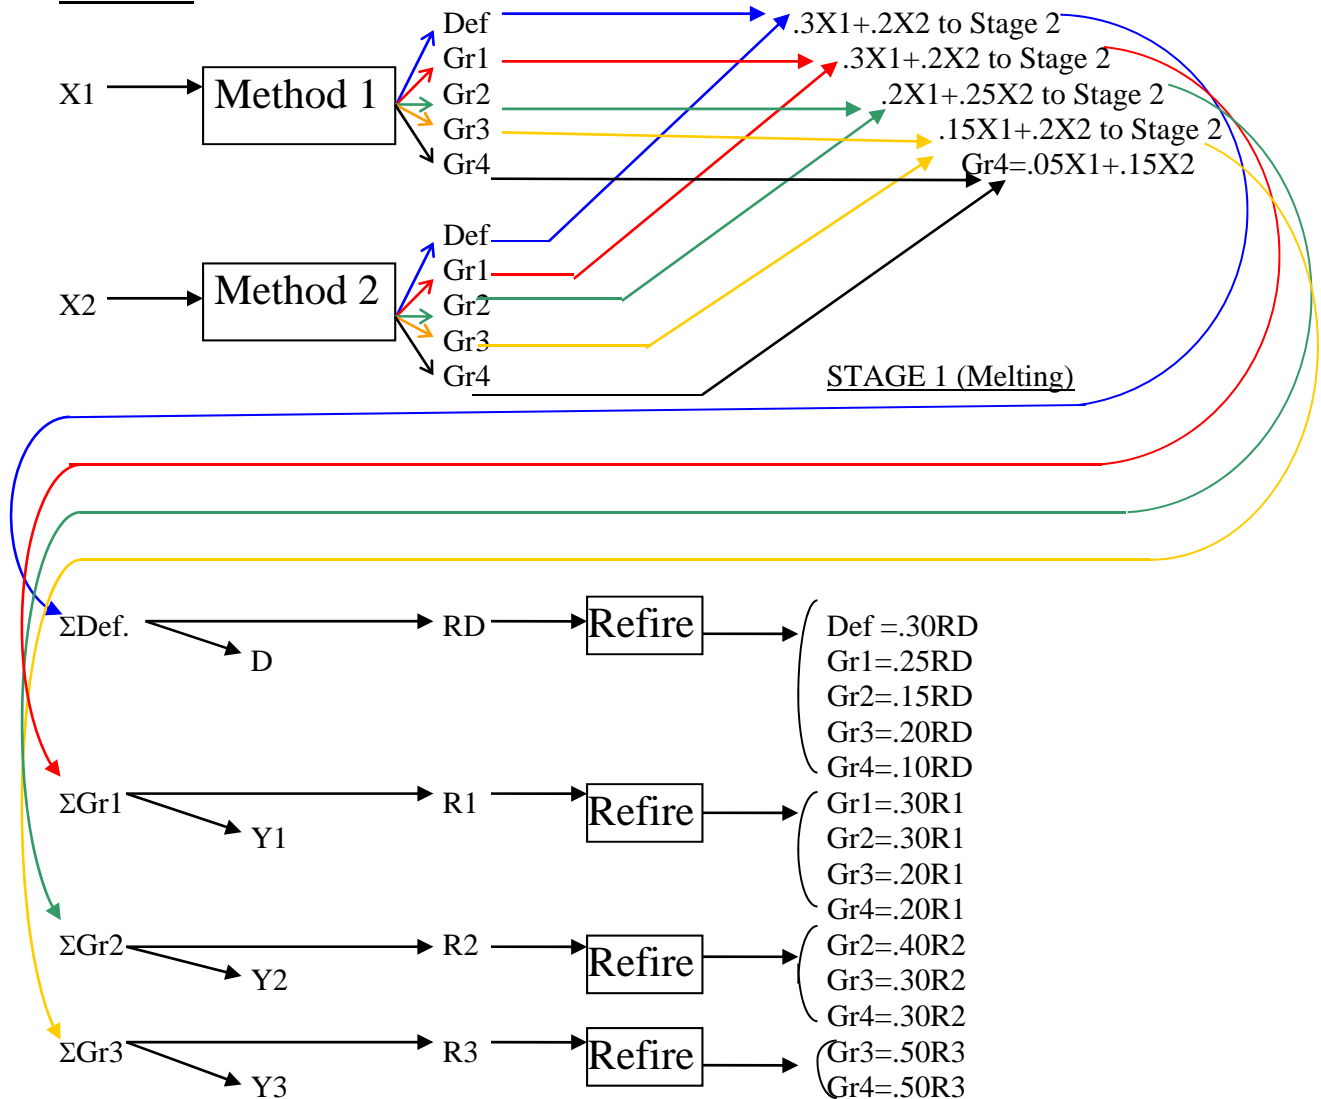 Def
.3X1+.2X2 to Stage 2
Gr1
.3X1+.2X2 to Stage 2
X1
Method 1
Gr2
.2X1+.25X2 to Stage 2
Gr3
.15X1+.2X2 to Stage 2
Gr4
Gr4=.05X1+.15X2
Def
Gr1
X2
Method 2
Gr2
Gr3
Gr4
STAGE 1 (Melting)
ΣDef.
D
RD
Refire
Def =.30RD
Gr1=.25RD
Gr2=.15RD
Gr3=.20RD
Gr4=.10RD
ΣGr1
Y1
R1
Refire
Gr1=.30R1
Gr2=.30R1
Gr3=.20R1
Gr4=.20R1
ΣGr2
Y2
R2
Refire
Gr2=.40R2
Gr3=.30R2
Gr4=.30R2
ΣGr3
Y3
R3
Refire
Gr3=.50R3
Gr4=.50R3